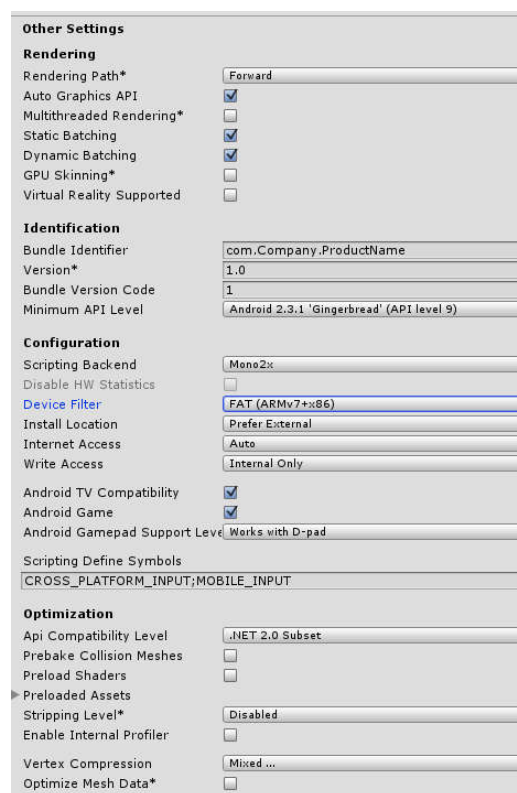 Other Settings
Rendering
Rendering Path* Forward
Auto Graphics API
Multithreaded Rendering*
Static Batching
Dynamic Batching
GPU Skinning*
Virtual Reality Supported
Identification
Bundle Identifier com.Company.ProductName
Version* 1.0
Bundle Version Code 1
Minimum API Level Android 2.3.1 'Gingerbread' (API level 9)
Configuration
Scripting Backend Mono2x
Disable HW Statistics
Device Filter FAT (ARMv7+x86)
Install Location Prefer External
Internet Access Auto
Write Access Internal Only
Android TV Compatibility
Android Game
Android Gamepad Support Leve Works with D-pad
Scripting Define Symbols
CROSS_PLATFORM_INPUT;MOBILE_INPUT
Optimization
Api Compatibility Level .NET 2.0 Subset
Prebake Collision Meshes
Preload Shaders
Preloaded Assets
Stripping Level* Disabled
Enable Internal Profiler
Vertex Compression Mixed ...
Optimize Mesh Data*